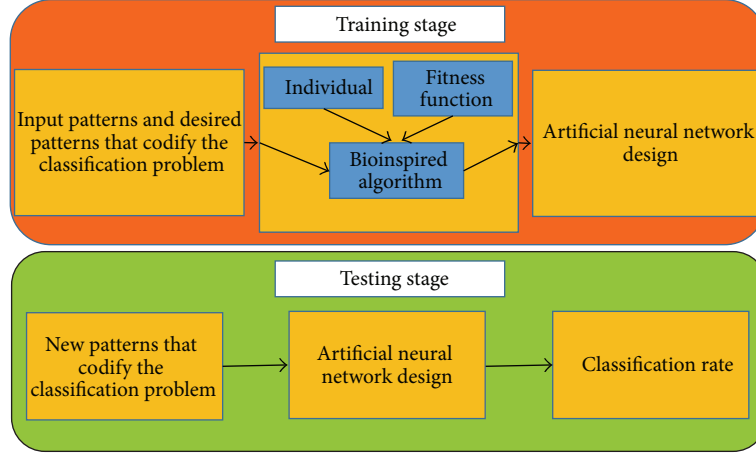 Training stage
Input patterns and desired
patterns that codify the
classification problem
Individual
Fitness
function
Bioinspired
algorithm
Artificial neural network
design
Testing stage
New patterns that
codify the
classification problem
Artificial neural
network design
Classification rate